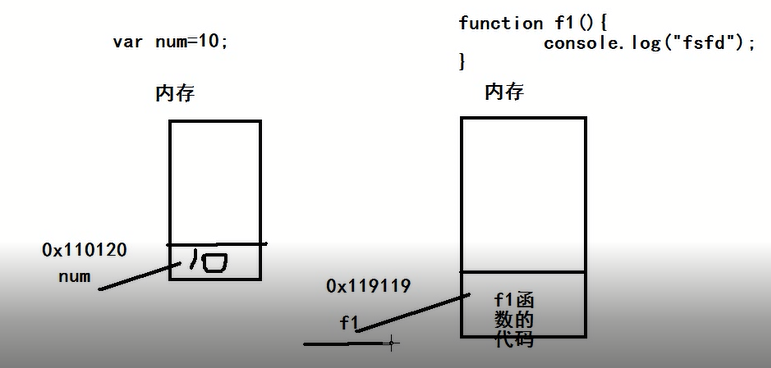 var num=10;
function f1(){
console.log("fsfd");
}
内存
内存
0x110120
num
10
0x119119
f1
f1函
数的
代码